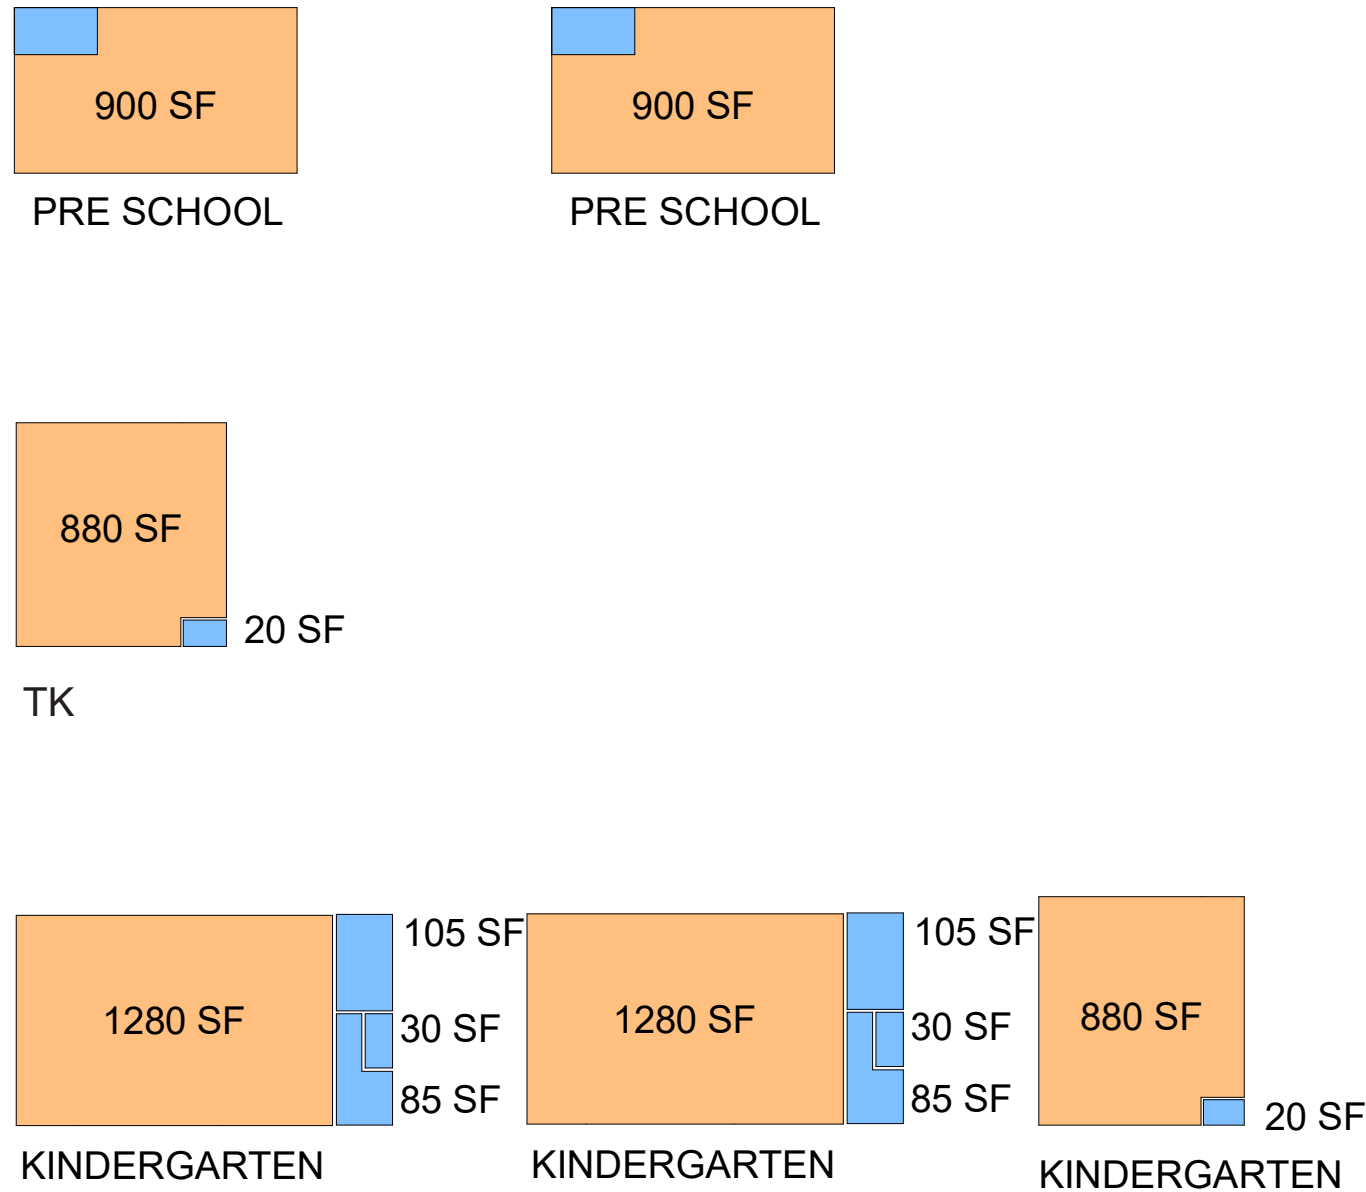 900 SF
900 SF
PRE SCHOOL
PRE SCHOOL
880 SF
20 SF
TK
105 SF
105 SF
1280 SF
1280 SF
880 SF
30 SF
30 SF
85 SF
85 SF
20 SF
KINDERGARTEN
KINDERGARTEN
KINDERGARTEN